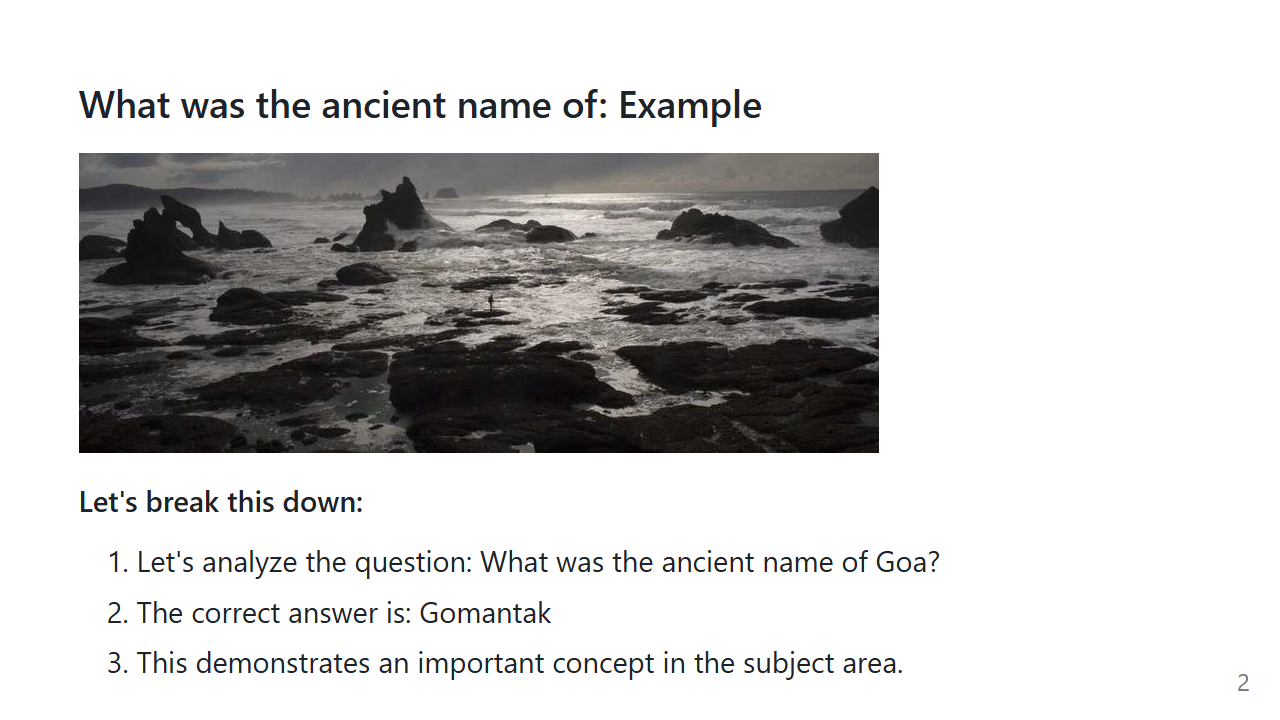 What was the ancient name of: Example
Let's break this down:
1. Let's analyze the question: What was the ancient name of Goa?
2. The correct answer is: Gomantak
3. This demonstrates an important concept in the subject area.
2